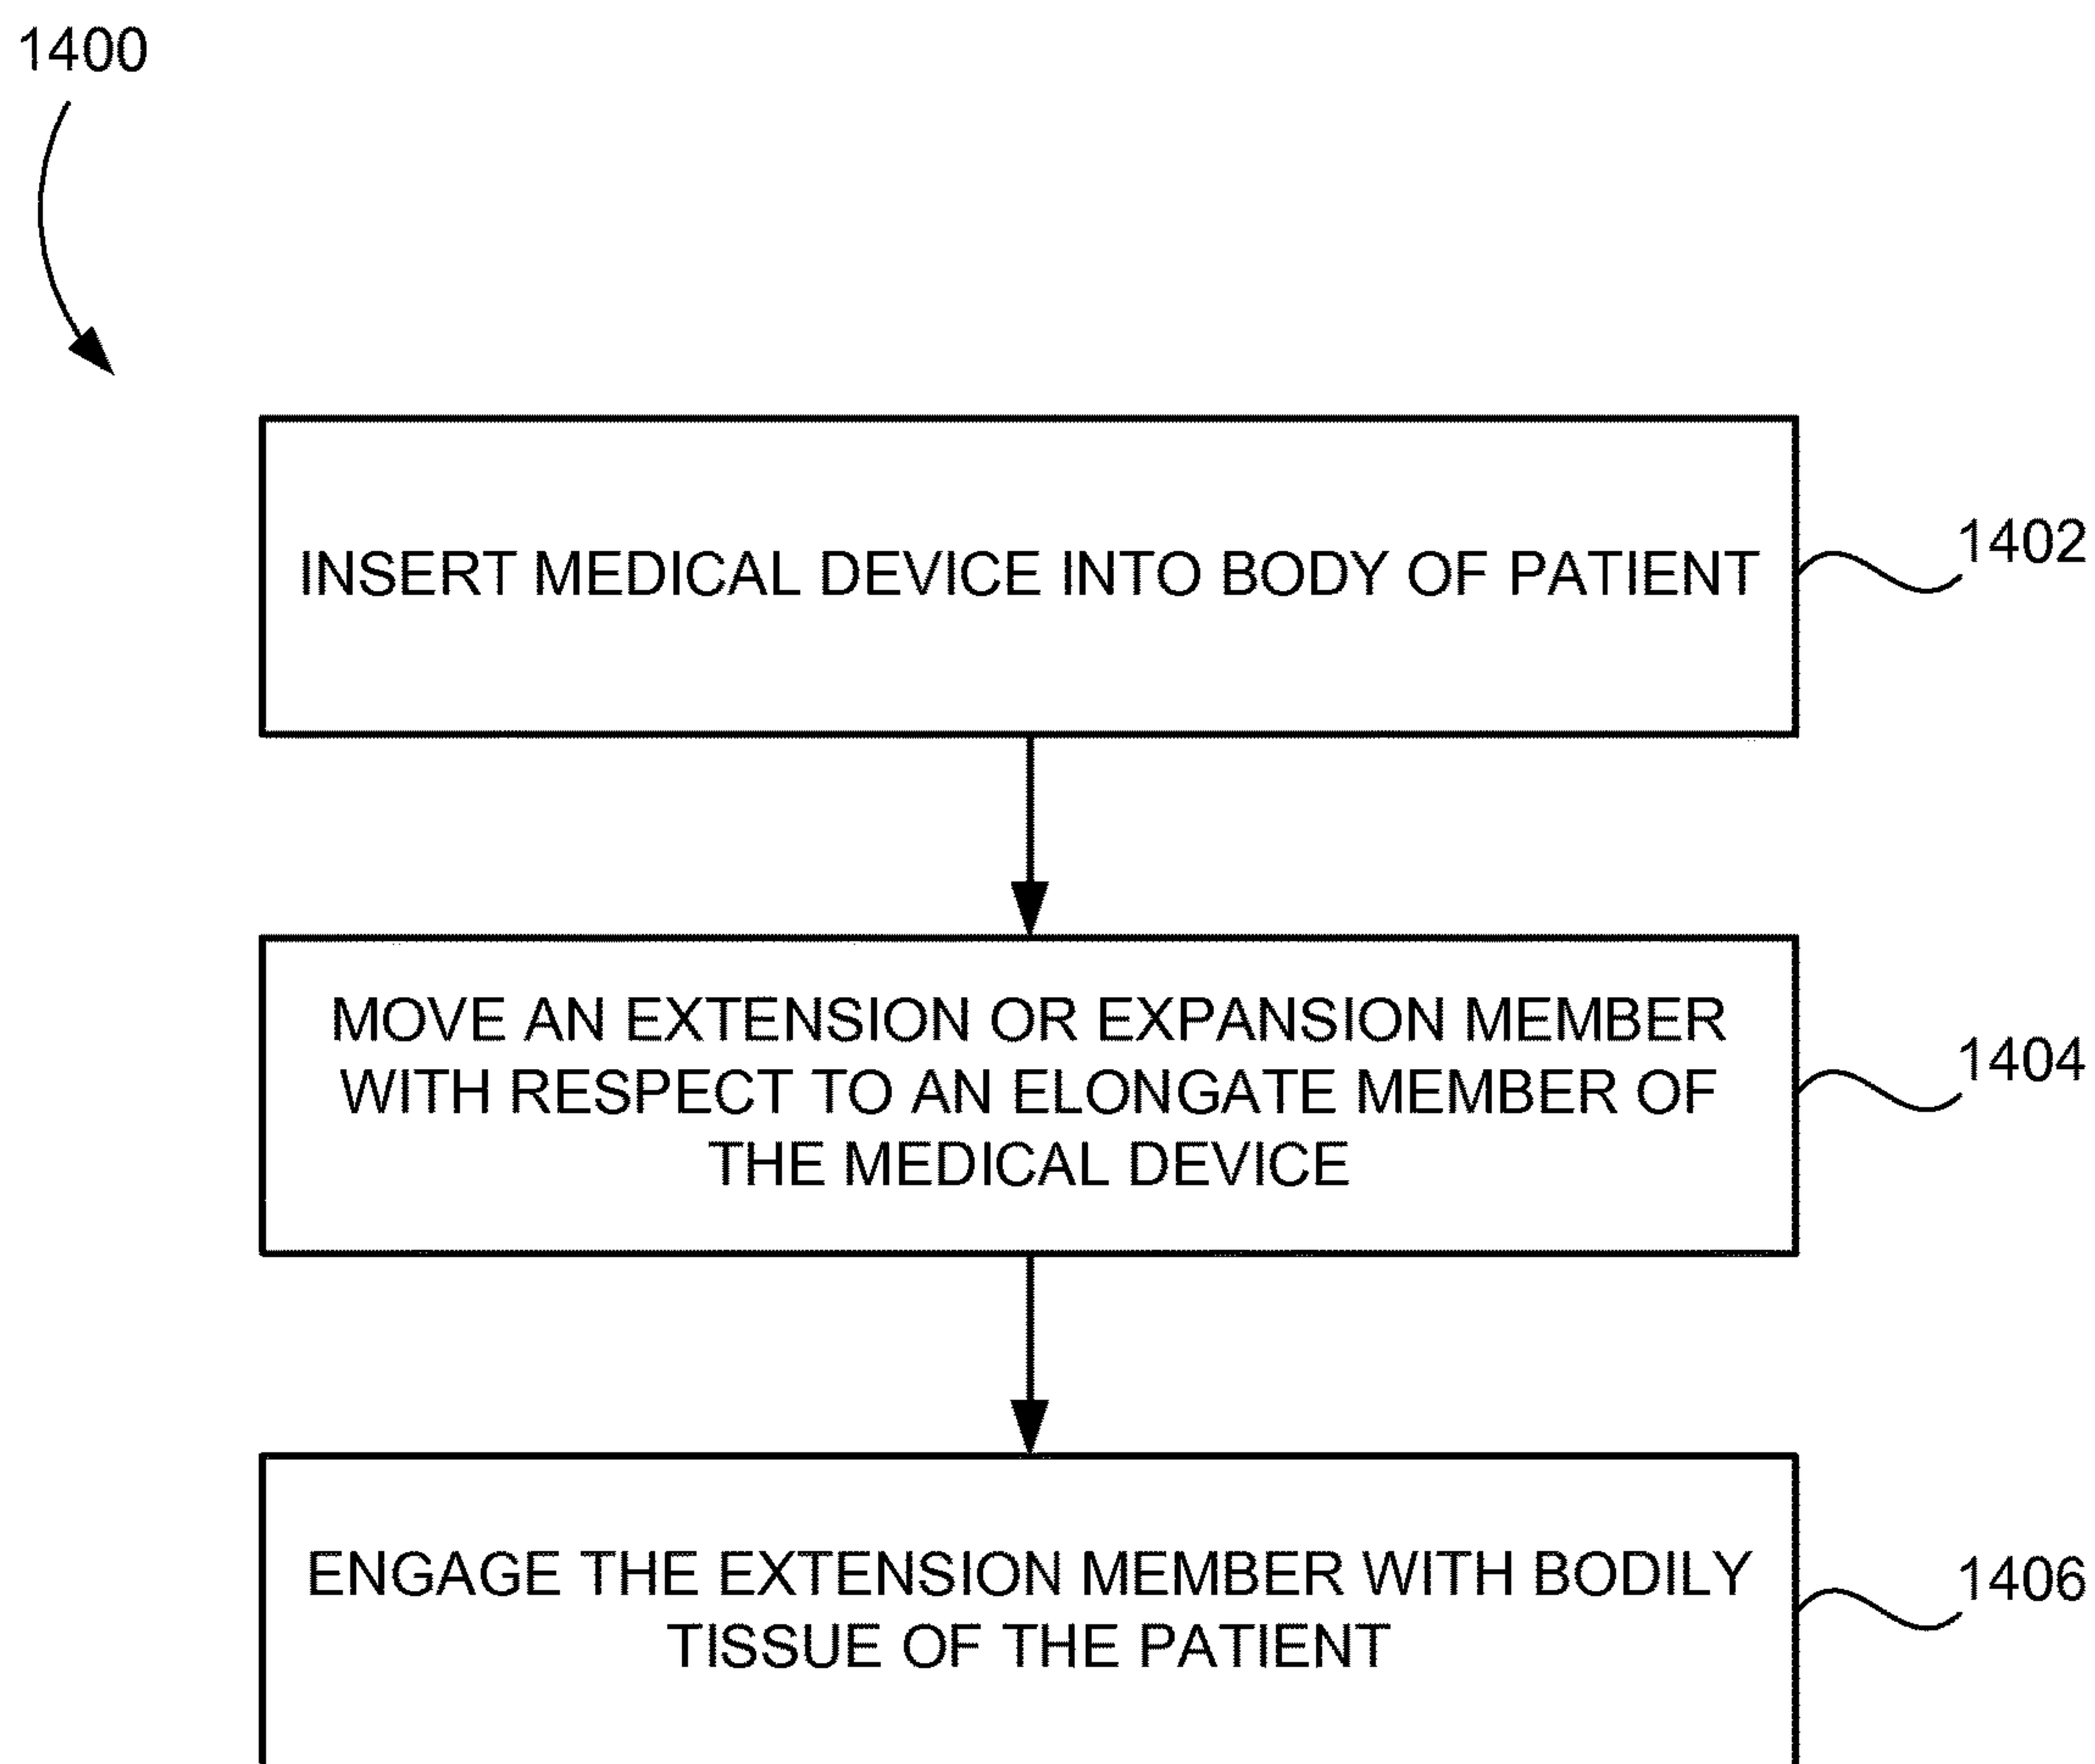 1400
INSERT MEDICAL DEVICE INTO BODY OF PATIENT
1402
MOVE AN EXTENSION OR EXPANSION MEMBER
WITH RESPECT TO AN ELONGATE MEMBER OF
THE MEDICAL DEVICE
1404
ENGAGE THE EXTENSION MEMBER WITH BODILY
TISSUE OF THE PATIENT
1406